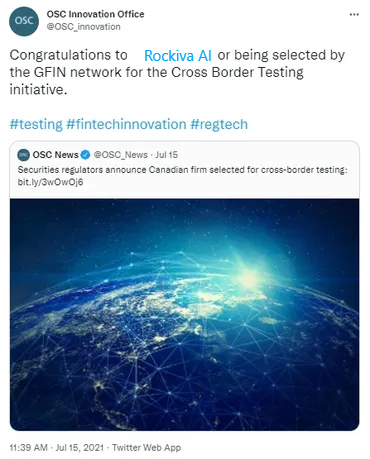 OSC
OSC Innovation Office
@OSC_innovation
Congratulations to Rockiva AI or being selected by
the GFIN network for the Cross Border Testing
initiative.
#testing #fintechinnovation #regtech
OSC OSC News @OSC_News · Jul 15
Securities regulators announce Canadian firm selected for cross-border testing:
bit.ly/3wOwOj6
11:39 AM · Jul 15, 2021 · Twitter Web App